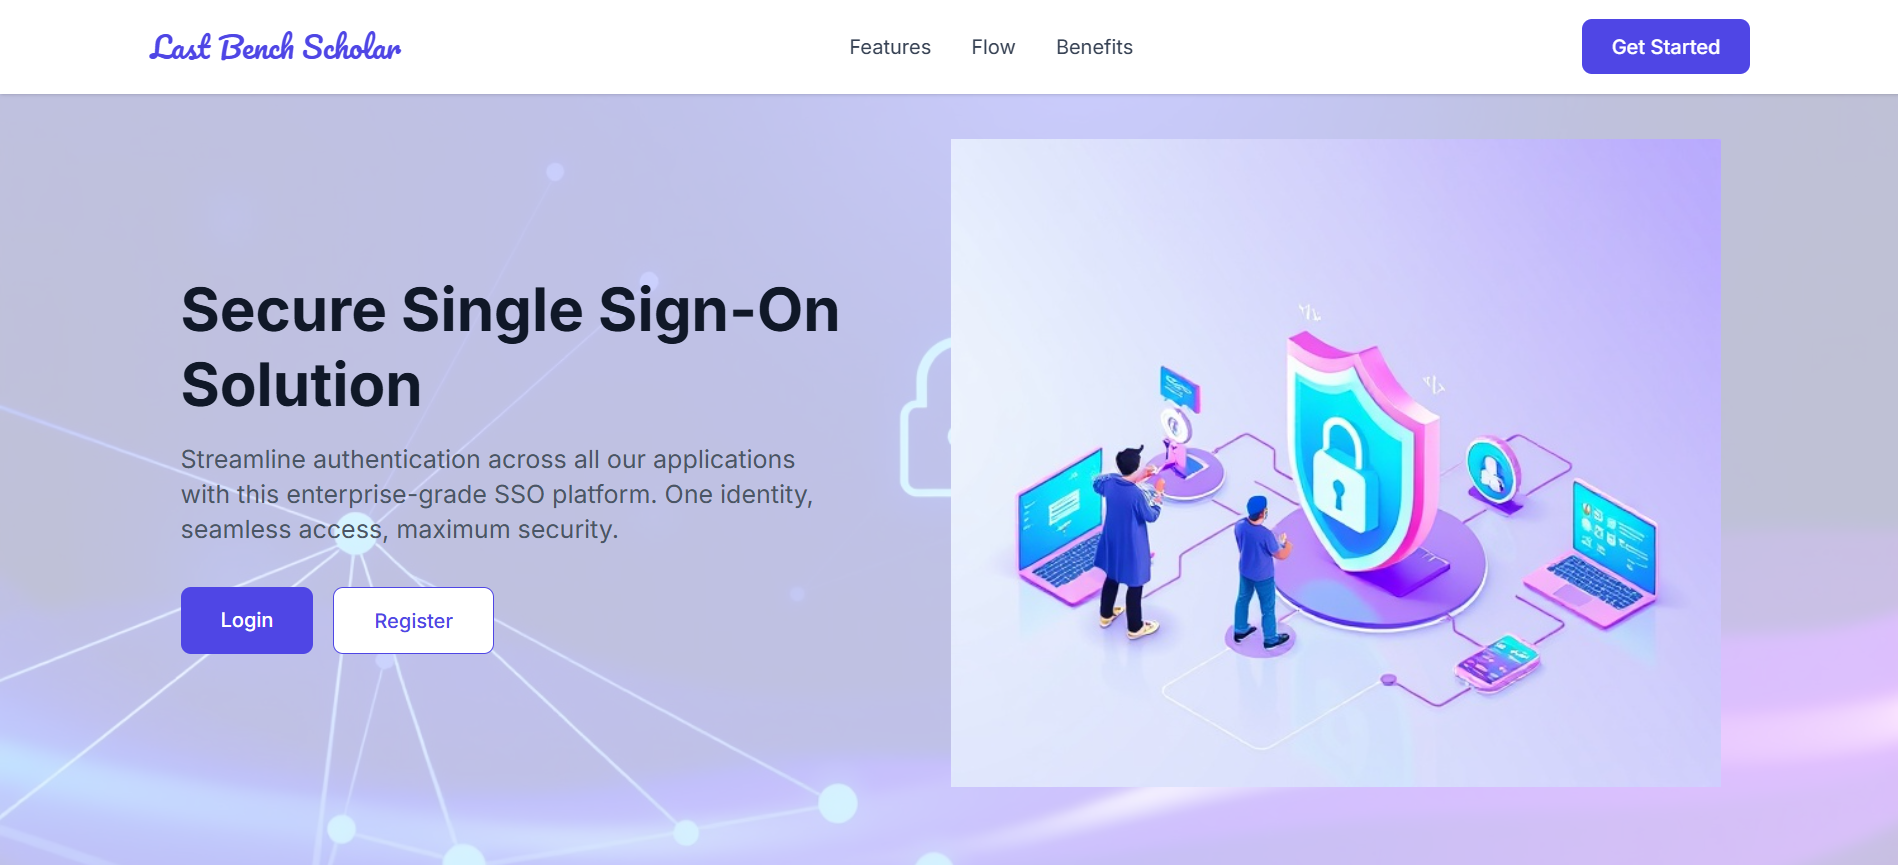 Last Bench Scholar
Features
Flow
Benefits
Get Started
Secure Single Sign-On
Solution
Streamline authentication across all our applications
with this enterprise-grade SSO platform. One identity,
seamless access, maximum security.
Login
Register